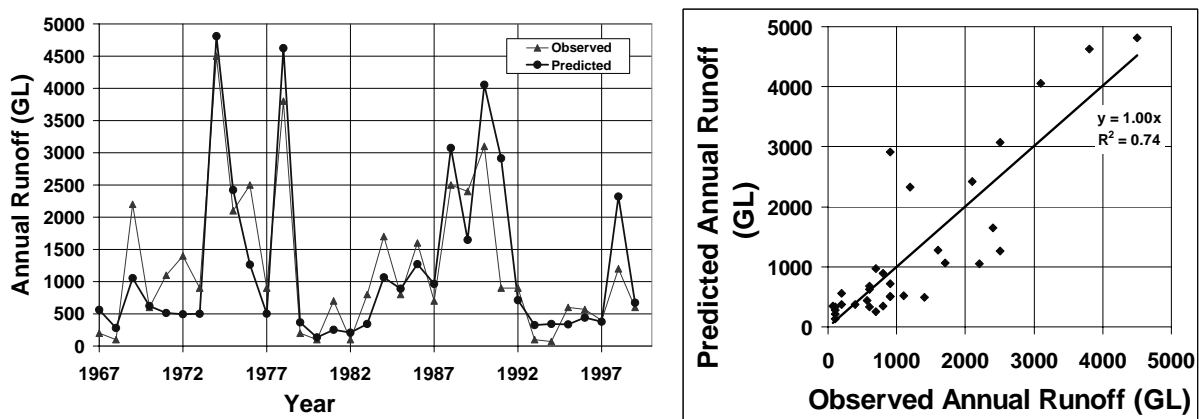 Annual Runoff (GL)
5000
4500
4000
3500
3000
2500
2000
1500
1000
500
0
1967 1972 1977 1982 1987 1992 1997
Year
Observed
Predicted
Predicted Annual Runoff
(GL)
5000
4000
3000
2000
1000
0
0 1000 2000 3000 4000 5000
Observed Annual Runoff (GL)
y = 1.00x
R² = 0.74